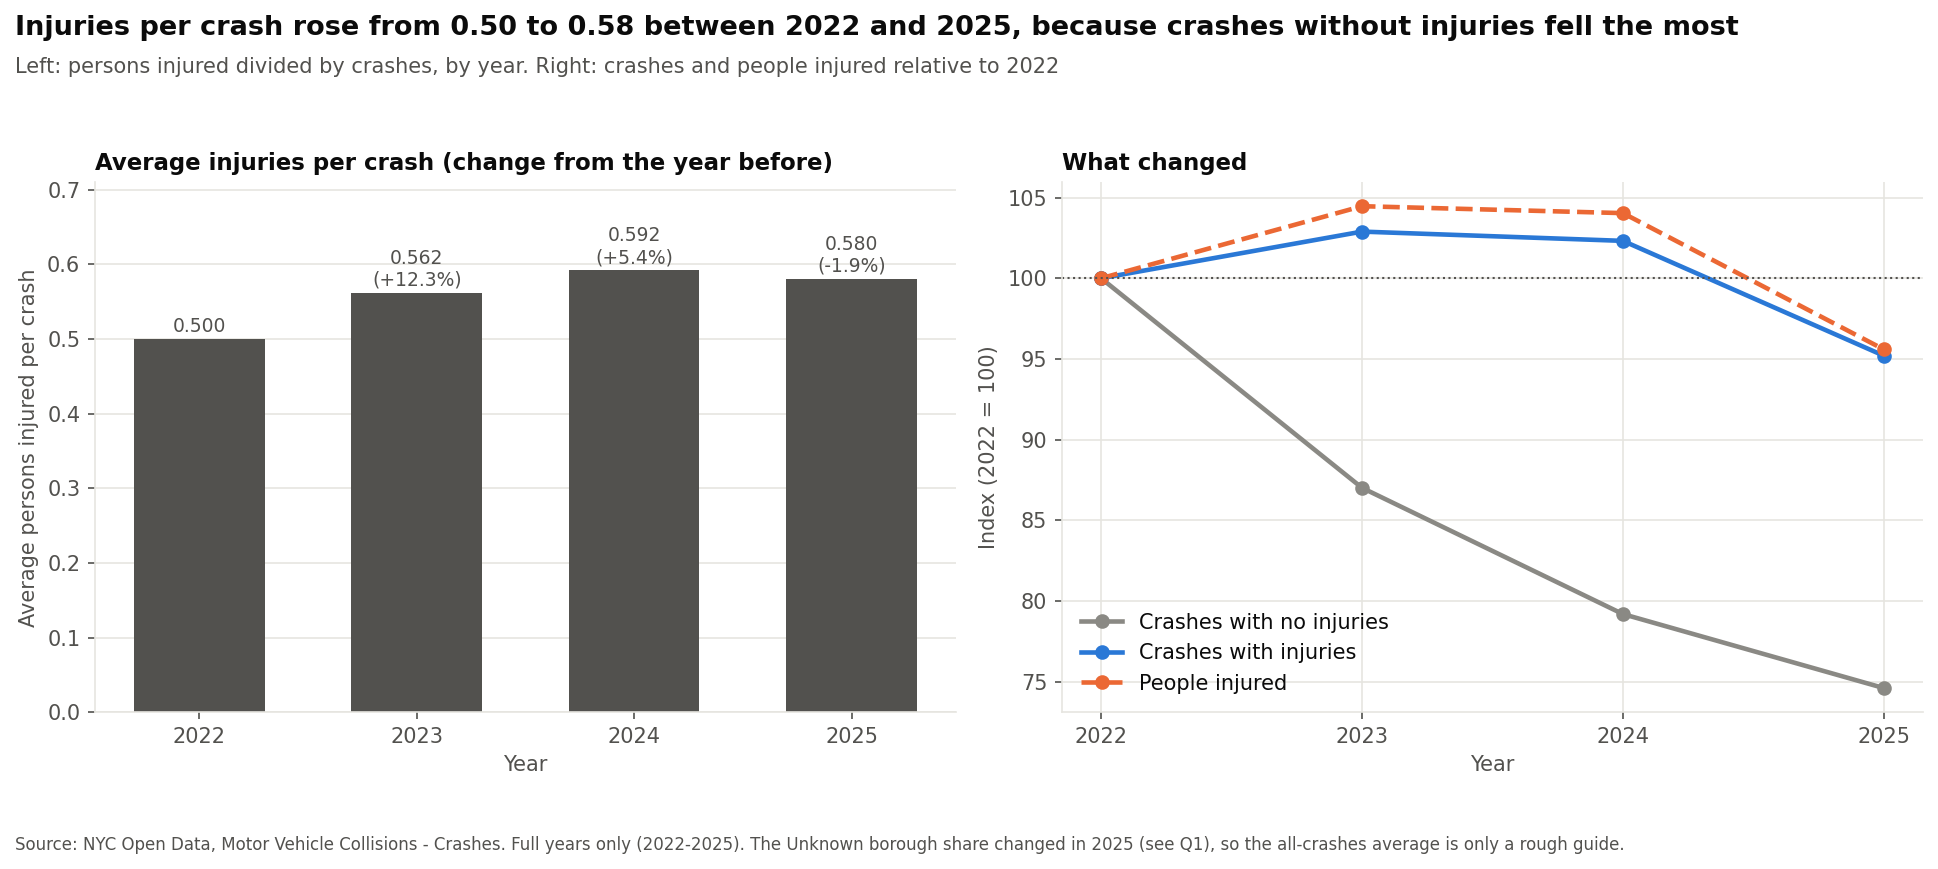 Injuries per crash rose from 0.50 to 0.58 between 2022 and 2025, because crashes without injuries fell the most
Left: persons injured divided by crashes, by year. Right: crashes and people injured relative to 2022
Average injuries per crash (change from the year before)
Average persons injured per crash
0.7
0.6
0.5
0.4
0.3
0.2
0.1
0.0
0.500
0.562
(+12.3%)
0.592
(+5.4%)
0.580
(-1.9%)
2022
2023
2024
2025
Year
What changed
Index (2022 = 100)
105
100
95
90
85
80
75
Crashes with no injuries
Crashes with injuries
People injured
2022
2023
2024
2025
Year
Source: NYC Open Data, Motor Vehicle Collisions - Crashes. Full years only (2022-2025). The Unknown borough share changed in 2025 (see Q1), so the all-crashes average is only a rough guide.